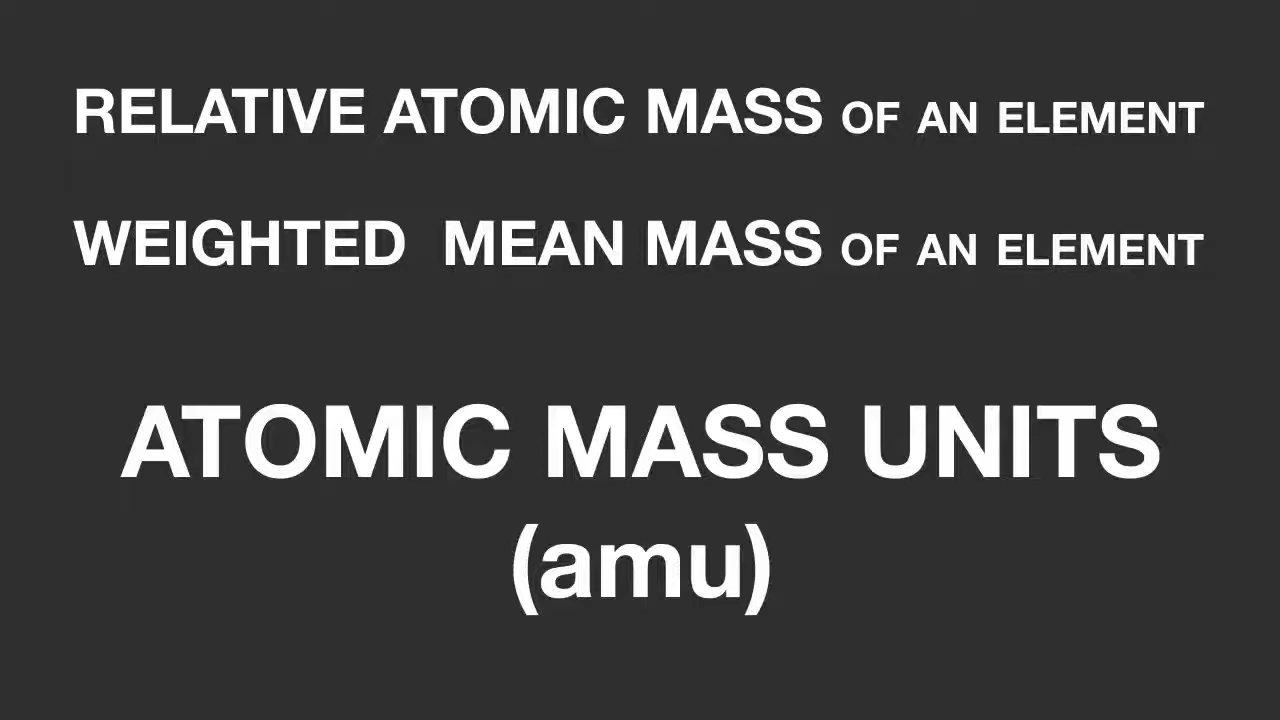 RELATIVE ATOMIC MASS OF AN ELEMENT
WEIGHTED MEAN MASS OF AN ELEMENT
ATOMIC MASS UNITS
(amu)